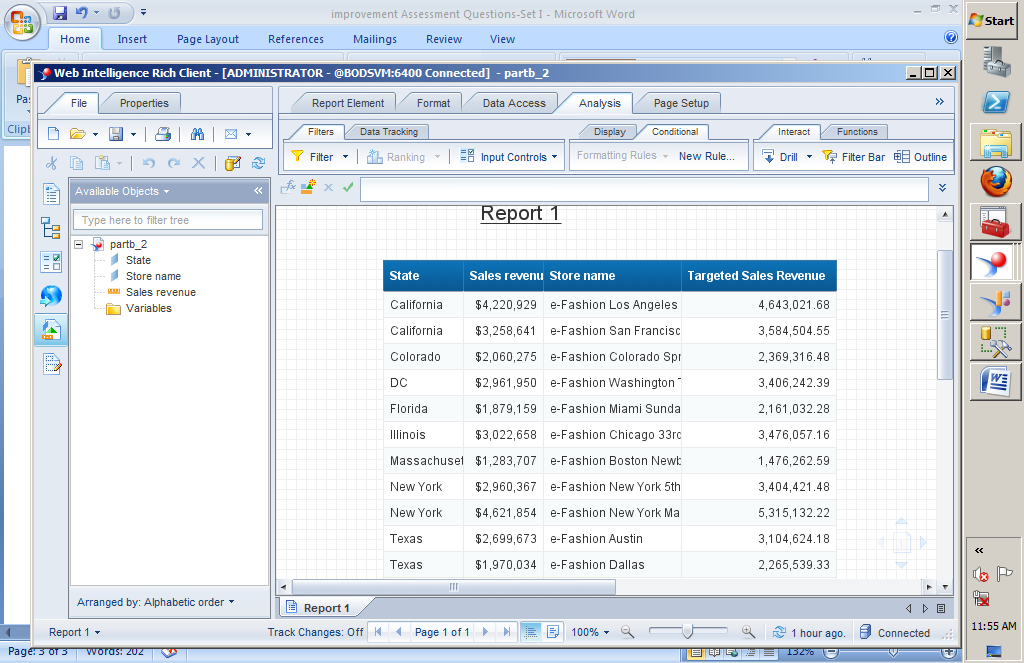 improvement Assessment Questions-Set I - Microsoft Word
Start
Home Insert Page Layout References Mailings Review View
Web Intelligence Rich Client - [ADMINISTRATOR - @BODSVM:6400 Connected] - partb_2
Pas
Clipb
File Properties Report Element Format Data Access Analysis Page Setup
Filters Data Tracking Display Conditional Interact Functions
Filter Ranking Input Controls Formatting Rules New Rule... Drill Filter Bar Outline
Available Objects
Type here to filter tree
partb_2
State
Store name
Sales revenue
Variables
Report 1
State Sales revenu Store name Targeted Sales Revenue
California $4,220,929 e-Fashion Los Angeles 4,643,021.68
California $3,258,641 e-Fashion San Francisc 3,584,504.55
Colorado $2,060,275 e-Fashion Colorado Spr 2,369,316.48
DC $2,961,950 e-Fashion Washington T 3,406,242.39
Florida $1,879,159 e-Fashion Miami Sunda 2,161,032.28
Illinois $3,022,658 e-Fashion Chicago 33rd 3,476,057.16
Massachuset $1,283,707 e-Fashion Boston Newb 1,476,262.59
New York $2,960,367 e-Fashion New York 5th 3,404,421.48
New York $4,621,854 e-Fashion New York Ma 5,315,132.22
Texas $2,699,673 e-Fashion Austin 3,104,624.18
Texas $1,970,034 e-Fashion Dallas 2,265,539.33
Arranged by: Alphabetic order
Report 1
Report 1 Track Changes: Off Page 1 of 1 100% 1 hour ago. Connected
Page: 3 of 3 Words: 202 132%
11:55 AM